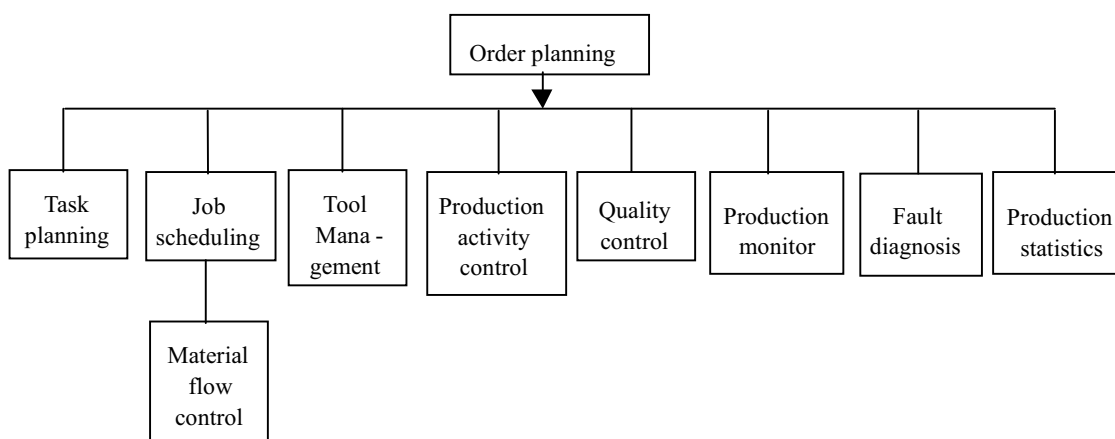 Order planning
Task
planning
Job
scheduling
Tool
Mana -
gement
Production
activity
control
Quality
control
Production
monitor
Fault
diagnosis
Production
statistics
Material
flow
control